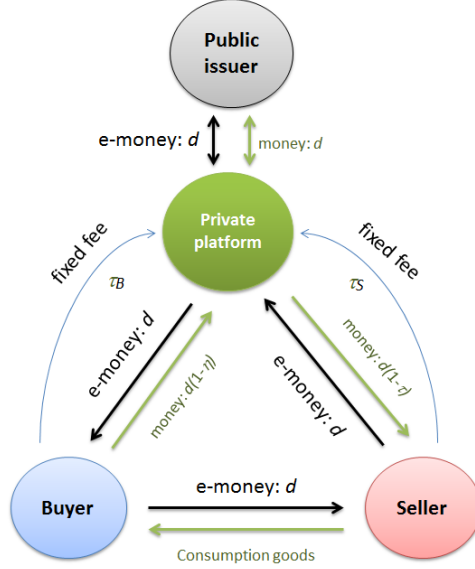 Public
issuer
e-money: d
money: d
Private
platform
fixed fee
fixed fee
τB
τS
e-money: d
money: d(1- η)
money: d(1- τ)
e-money: d
Buyer
e-money: d
Seller
Consumption goods